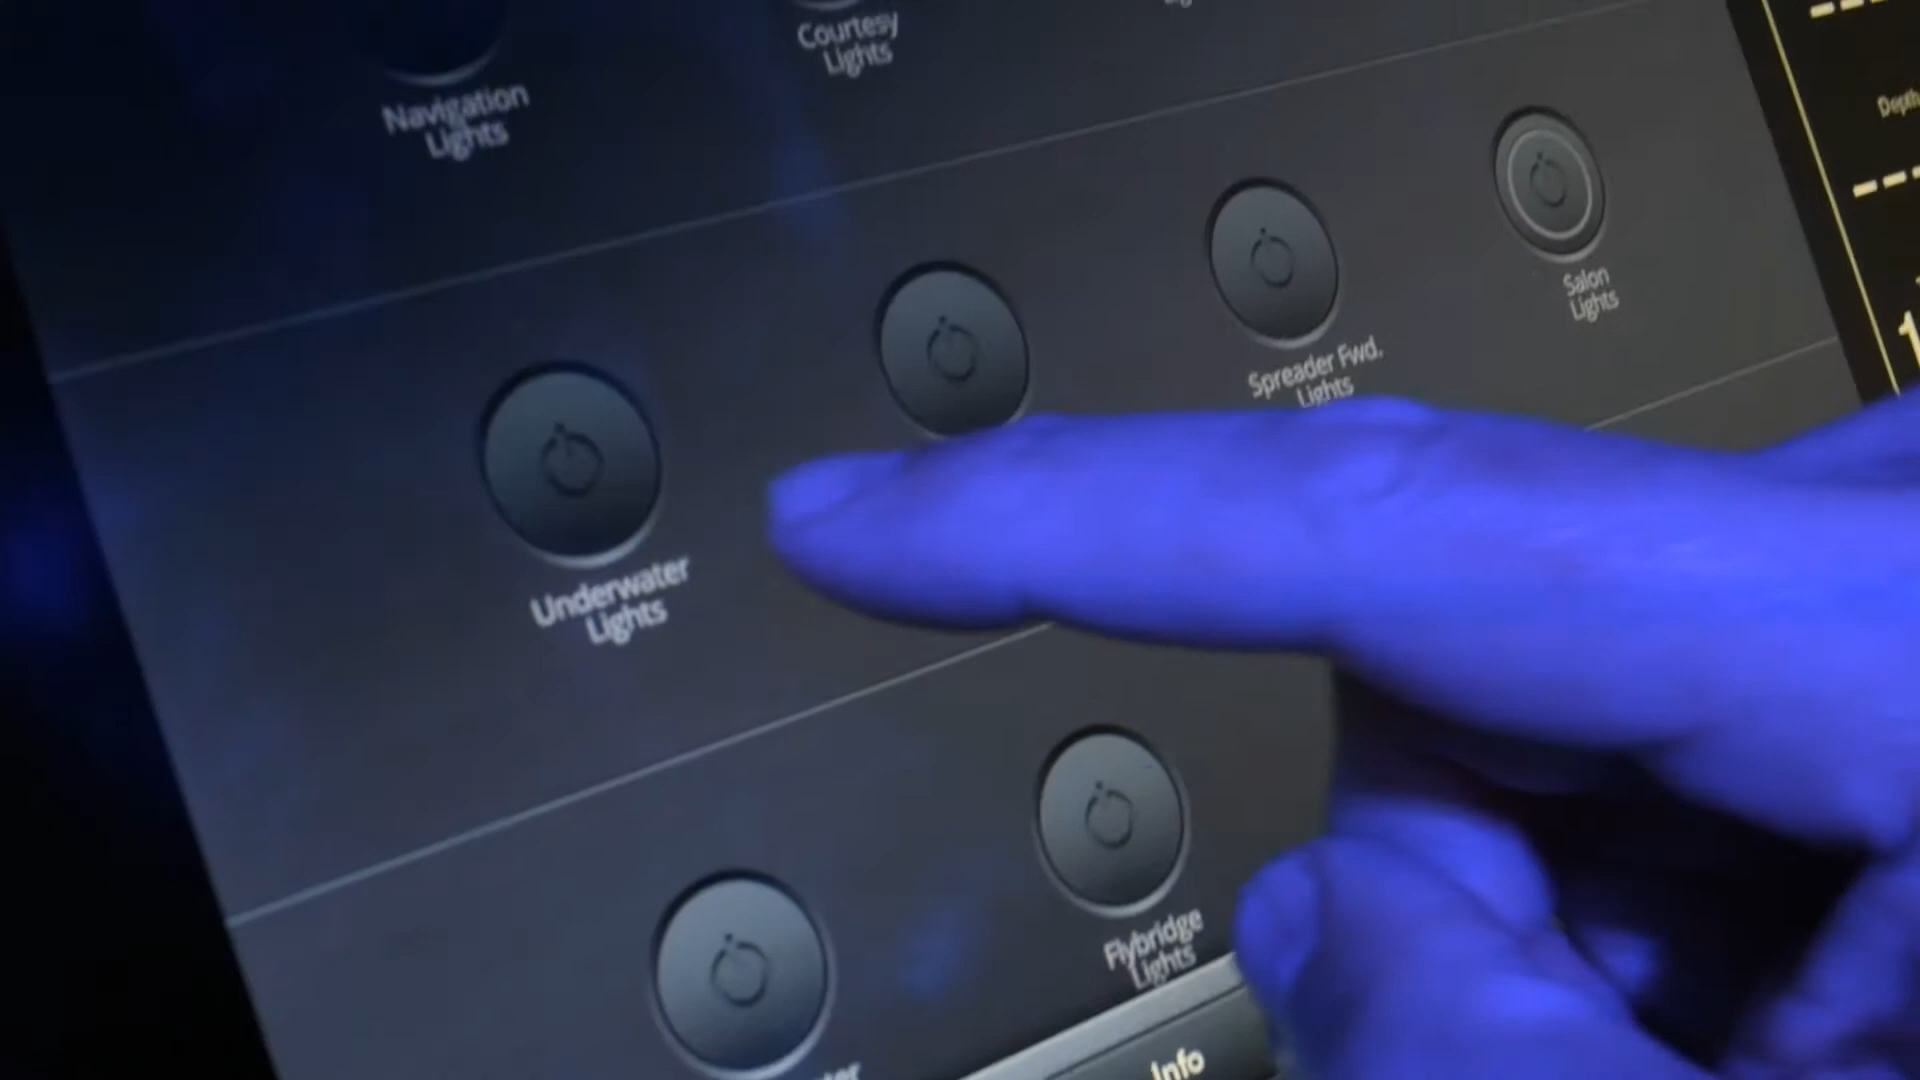 Courtesy
Lights
Navigation
Lights
Depth
Salon
Lights
Spreader Fwd.
Lights
Underwater
Lights
Flybridge
Lights
Info